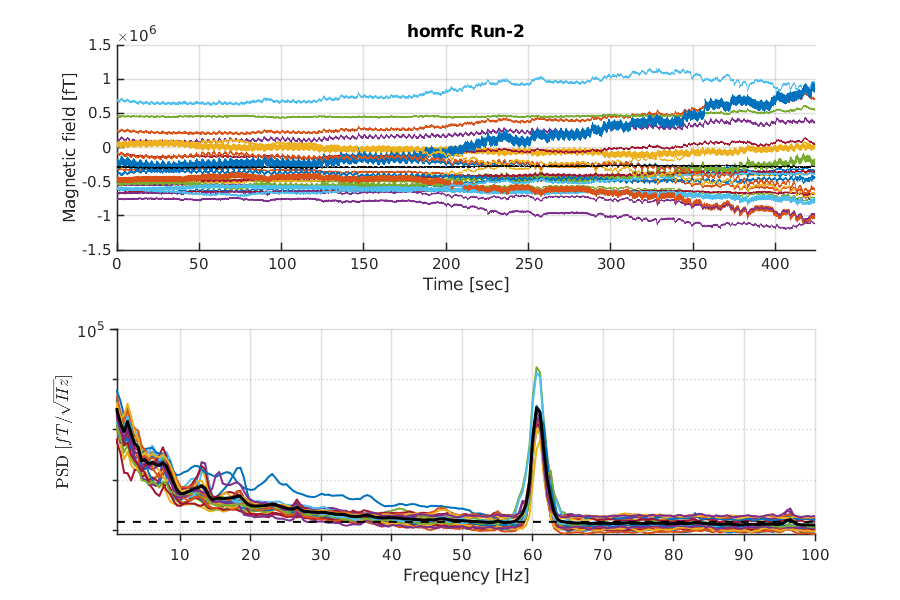 homfc Run-2
×10^6
1.5
1
0.5
0
-0.5
-1
-1.5
Magnetic field [fT]
0 50 100 150 200 250 300 350 400
Time [sec]
10^5
PSD [fT/√Hz]
10 20 30 40 50 60 70 80 90 100
Frequency [Hz]